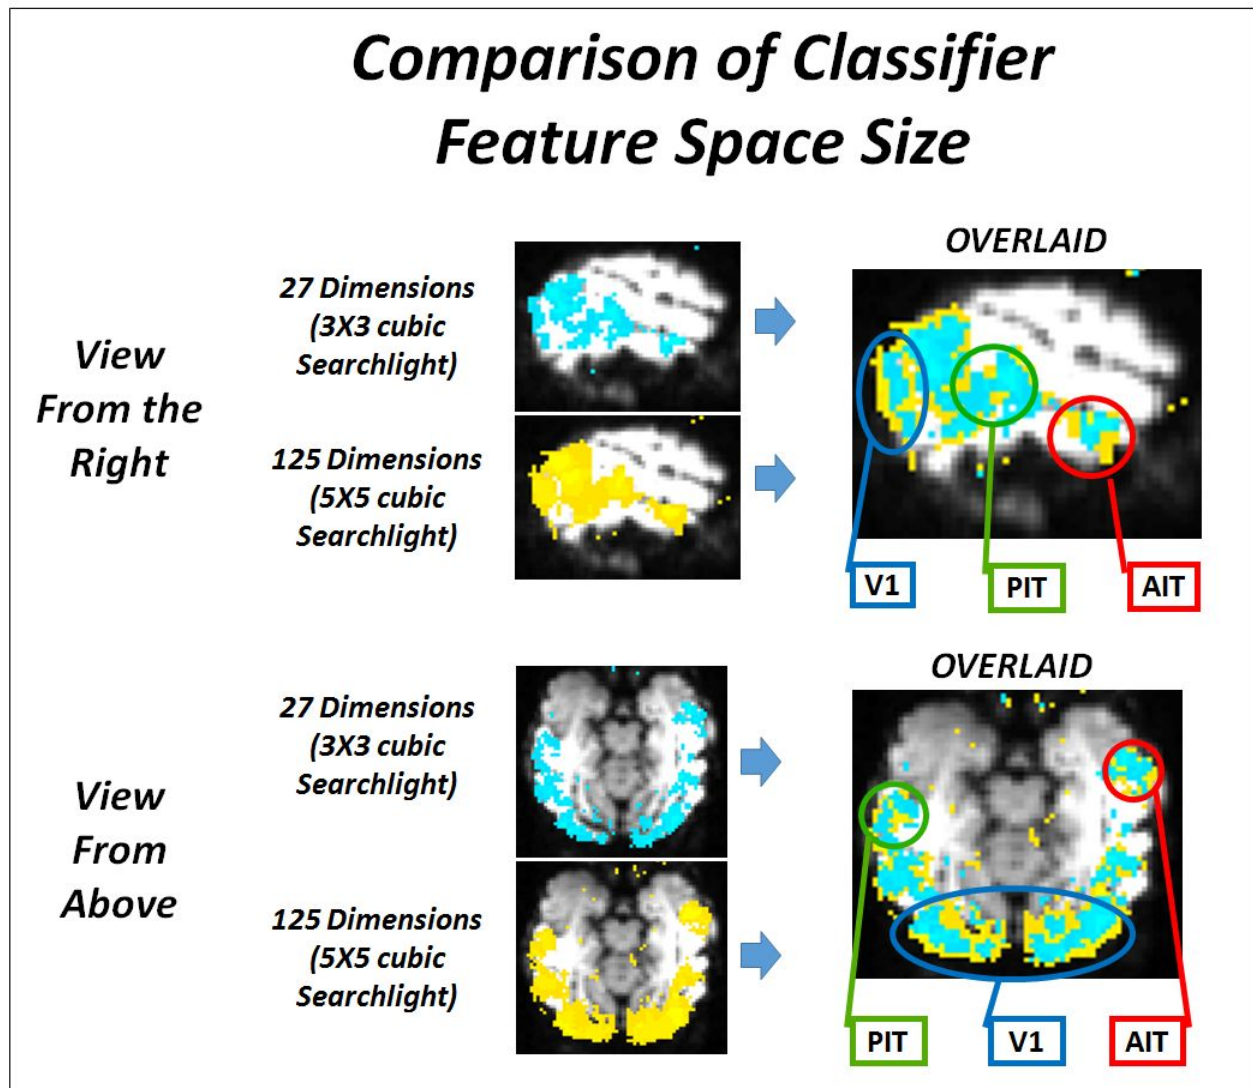 Comparison of Classifier
Feature Space Size
View
From the
Right
27 Dimensions
(3X3 cubic
Searchlight)
125 Dimensions
(5X5 cubic
Searchlight)
OVERLAID
V1
PIT
AIT
View
From
Above
27 Dimensions
(3X3 cubic
Searchlight)
125 Dimensions
(5X5 cubic
Searchlight)
OVERLAID
PIT
V1
AIT